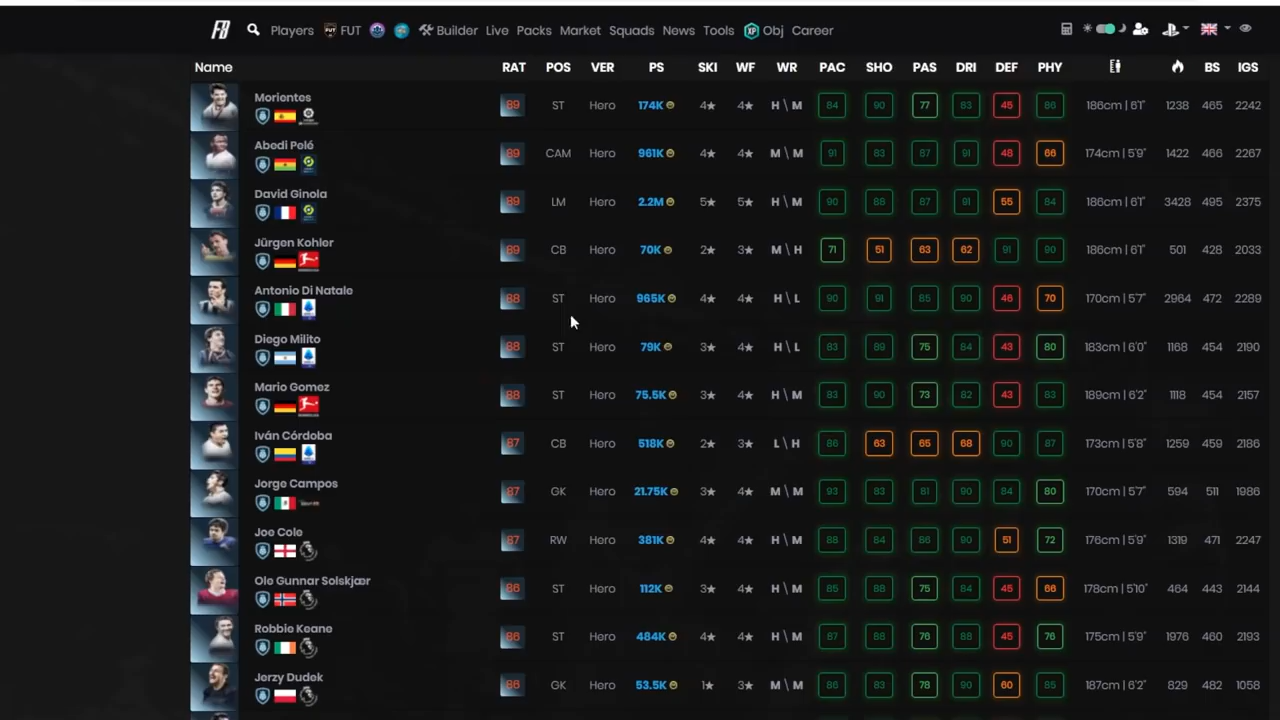 FB Players FUT FUT Builder Live Packs Market Squads News Tools XP Obj Career
Name RAT POS VER PS SKI WF WR PAC SHO PAS DRI DEF PHY BS IGS
Morientes
89 ST Hero 174K 4★ 4★ H \ M 84 90 77 83 45 86 186cm | 6'1" 1238 465 2242
Abedi Pelé
89 CAM Hero 961K 4★ 4★ M \ M 91 83 87 91 48 66 174cm | 5'9" 1422 466 2267
David Ginola
89 LM Hero 2.2M 5★ 5★ H \ M 90 86 87 91 55 84 186cm | 6'1" 3428 495 2375
Jürgen Kohler
89 CB Hero 70K 2★ 3★ M \ H 71 51 63 62 91 90 186cm | 6'1" 501 428 2033
Antonio Di Natale
88 ST Hero 965K 4★ 4★ H \ L 90 91 85 90 46 70 170cm | 5'7" 2964 472 2289
Diego Milito
88 ST Hero 79K 3★ 4★ H \ L 83 89 75 84 43 80 183cm | 6'0" 1168 454 2190
Mario Gomez
88 ST Hero 75.5K 3★ 4★ H \ M 83 90 73 82 43 83 189cm | 6'2" 1118 454 2157
Iván Córdoba
87 CB Hero 518K 2★ 3★ L \ H 86 63 65 68 90 87 173cm | 5'8" 1259 459 2186
Jorge Campos
87 GK Hero 21.75K 3★ 4★ M \ M 93 83 81 90 84 80 170cm | 5'7" 594 511 1986
Joe Cole
87 RW Hero 381K 4★ 4★ H \ M 88 84 86 90 51 72 176cm | 5'9" 1319 471 2247
Ole Gunnar Solskjær
86 ST Hero 112K 3★ 4★ H \ M 85 88 75 84 45 66 178cm | 5'10" 464 443 2144
Robbie Keane
86 ST Hero 484K 4★ 4★ H \ M 87 88 76 88 45 76 175cm | 5'9" 1976 460 2193
Jerzy Dudek
86 GK Hero 53.5K 1★ 3★ M \ M 86 83 78 90 60 85 187cm | 6'2" 829 482 1058